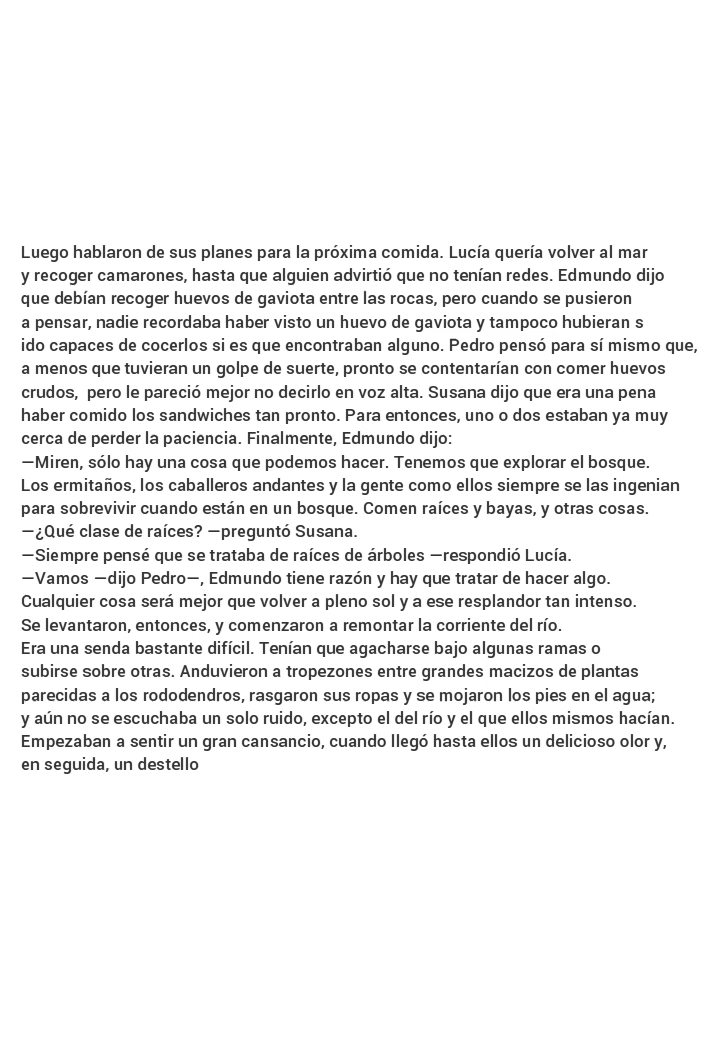 Luego hablaron de sus planes para la próxima comida. Lucía quería volver al mar
y recoger camarones, hasta que alguien advirtió que no tenían redes. Edmundo dijo
que debían recoger huevos de gaviota entre las rocas, pero cuando se pusieron
a pensar, nadie recordaba haber visto un huevo de gaviota y tampoco hubieran s
ido capaces de cocerlos si es que encontraban alguno. Pedro pensó para sí mismo que,
a menos que tuvieran un golpe de suerte, pronto se contentarían con comer huevos
crudos,  pero le pareció mejor no decirlo en voz alta. Susana dijo que era una pena
haber comido los sandwiches tan pronto. Para entonces, uno o dos estaban ya muy
cerca de perder la paciencia. Finalmente, Edmundo dijo:
—Miren, sólo hay una cosa que podemos hacer. Tenemos que explorar el bosque.
Los ermitaños, los caballeros andantes y la gente como ellos siempre se las ingenian
para sobrevivir cuando están en un bosque. Comen raíces y bayas, y otras cosas.
—¿Qué clase de raíces? —preguntó Susana.
—Siempre pensé que se trataba de raíces de árboles —respondió Lucía.
—Vamos —dijo Pedro—, Edmundo tiene razón y hay que tratar de hacer algo.
Cualquier cosa será mejor que volver a pleno sol y a ese resplandor tan intenso.
Se levantaron, entonces, y comenzaron a remontar la corriente del río.
Era una senda bastante difícil. Tenían que agacharse bajo algunas ramas o
subirse sobre otras. Anduvieron a tropezones entre grandes macizos de plantas
parecidas a los rododendros, rasgaron sus ropas y se mojaron los pies en el agua;
y aún no se escuchaba un solo ruido, excepto el del río y el que ellos mismos hacían.
Empezaban a sentir un gran cansancio, cuando llegó hasta ellos un delicioso olor y,
en seguida, un destello